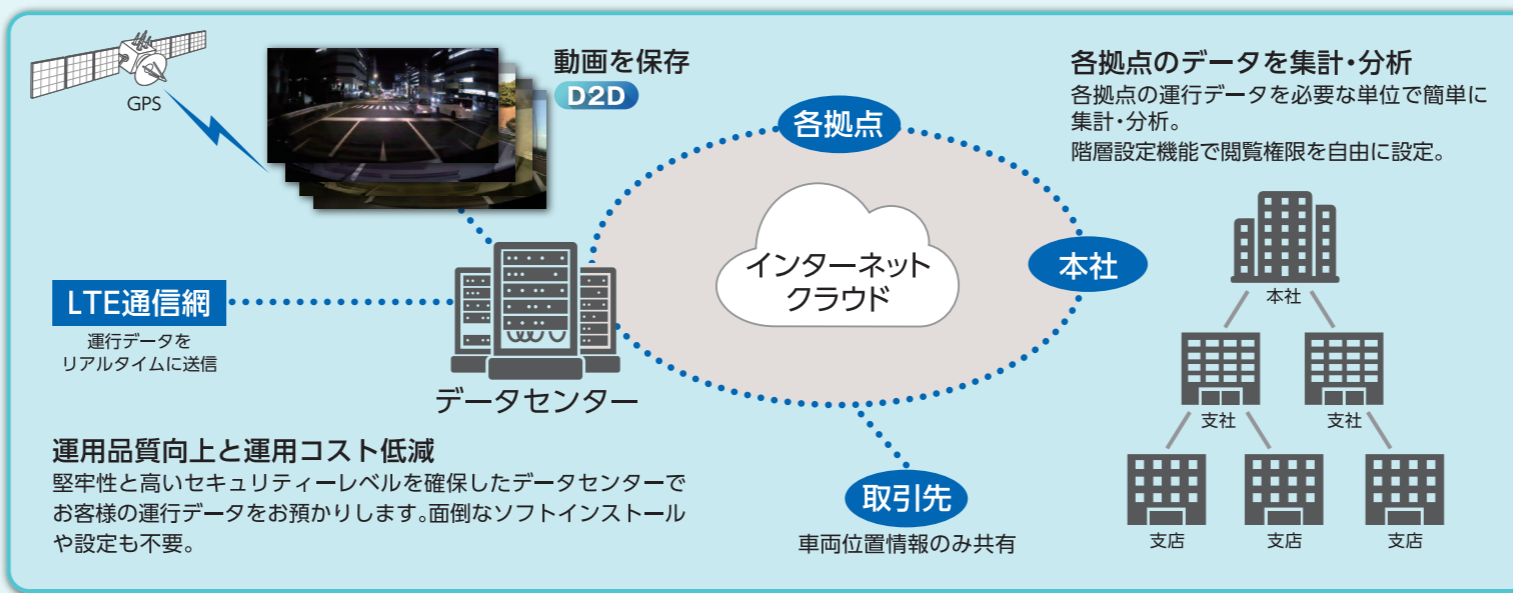 GPS
動画を保存
D2D
各拠点のデータを集計・分析
各拠点の運行データを必要な単位で簡単に
集計・分析。
階層設定機能で閲覧権限を自由に設定。
各拠点
インターネット
クラウド
本社
LTE通信網
運行データを
リアルタイムに送信
データセンター
運用品質向上と運用コスト低減
堅牢性と高いセキュリティーレベルを確保したデータセンターで
お客様の運行データをお預かりします。面倒なソフトインストール
や設定も不要。
取引先
車両位置情報のみ共有
本社
支社
支社
支店
支店
支店